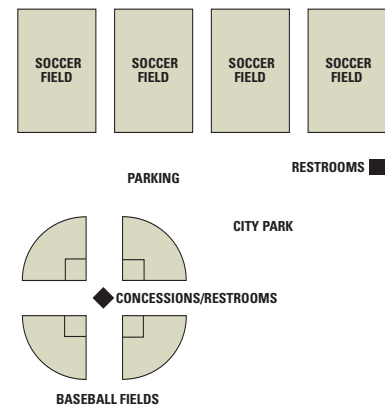 SOCCER
FIELD
SOCCER
FIELD
SOCCER
FIELD
SOCCER
FIELD
RESTROOMS
PARKING
CITY PARK
CONCESSIONS/RESTROOMS
BASEBALL FIELDS